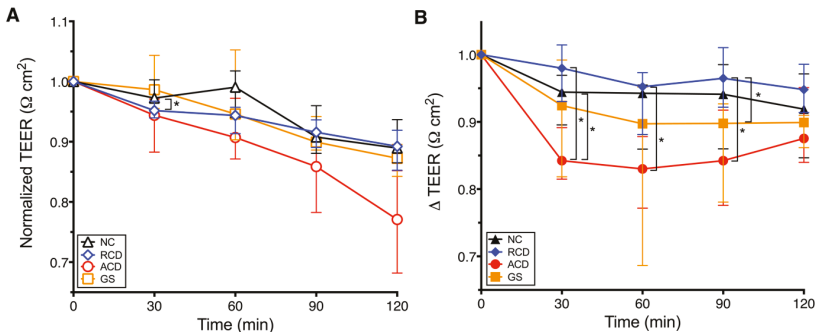 A
Normalized TEER (Ω cm²)
1.1
1.0
0.9
0.8
0.7
*
NC
RCD
ACD
GS
0
30
60
90
120
Time (min)
B
Δ TEER (Ω cm²)
1.0
0.9
0.8
0.7
*
*
*
*
*
NC
RCD
ACD
GS
0
30
60
90
120
Time (min)